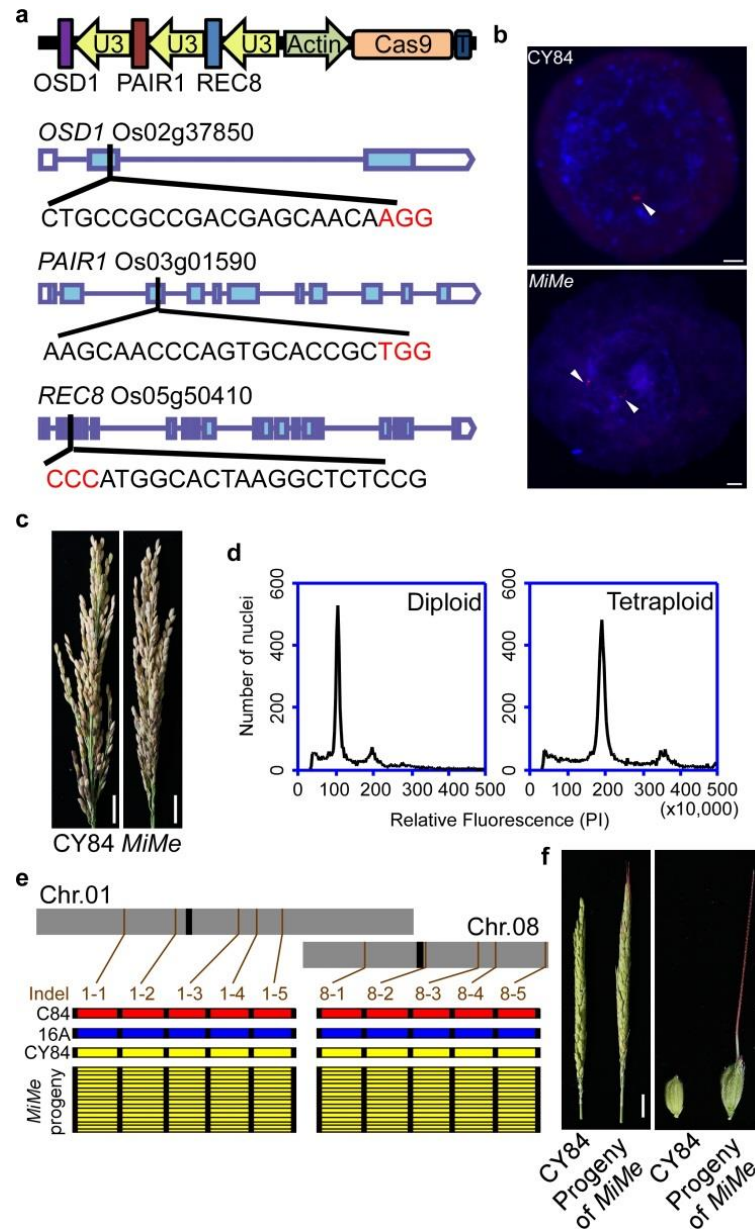 a
U3 U3 U3 Actin Cas9 T
OSD1 PAIR1 REC8
OSD1 Os02g37850
CTGCCGCCGACGAGCAACAAGG
PAIR1 Os03g01590
AAGCAACCCAGTGCACCGCTGG
REC8 Os05g50410
CCCATGGCACTAAGGCTCTCCG
b
CY84
MiMe
c
CY84 MiMe
d
Number of nuclei
600
400
200
0
Diploid
0 100 200 300 400 500
600
400
200
0
Tetraploid
0 100 200 300 400 500
(x10,000)
Relative Fluorescence (PI)
e
Chr.01
Chr.08
Indel 1-1 1-2 1-3 1-4 1-5 8-1 8-2 8-3 8-4 8-5
C84
16A
CY84
MiMe
progeny
f
CY84
Progeny
of MiMe
CY84
Progeny
of MiMe